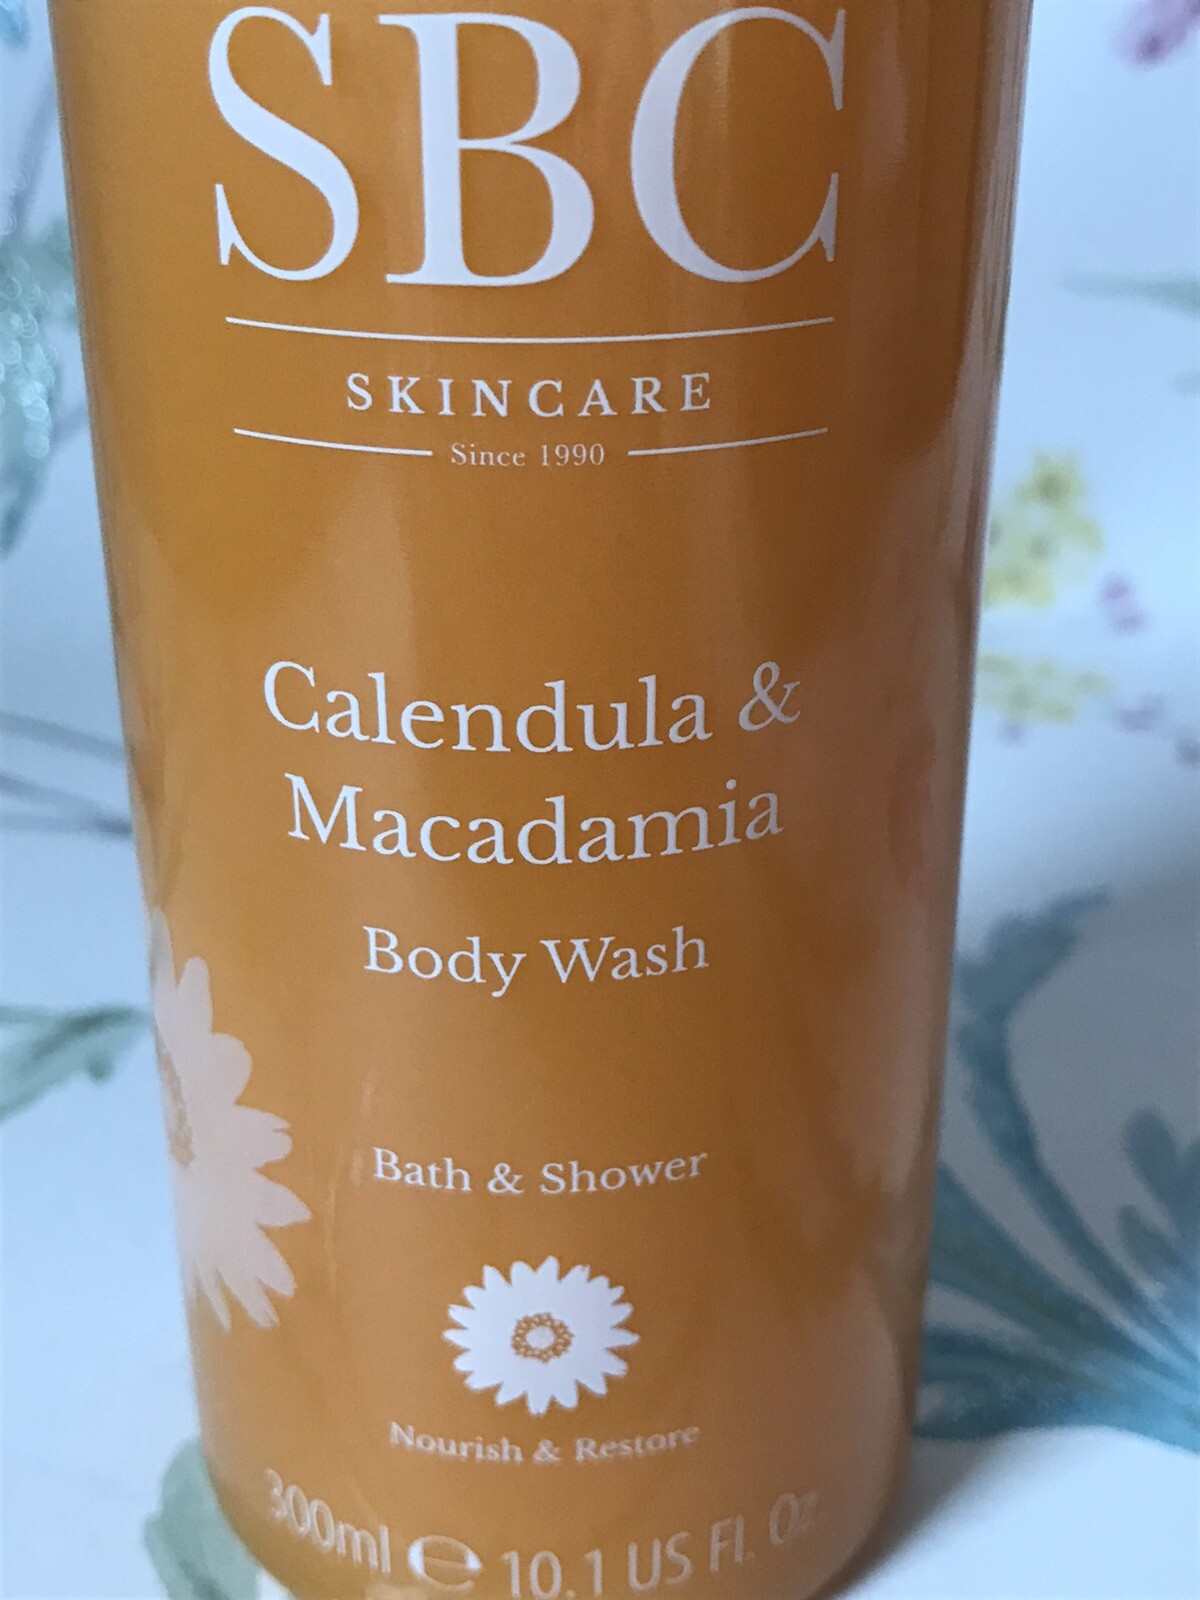 SBC
SKINCARE
Since 1990
Calendula &
Macadamia
Body Wash
Bath & Shower
Nourish & Restore
300ml ℮ 10.1 US Fl. Oz